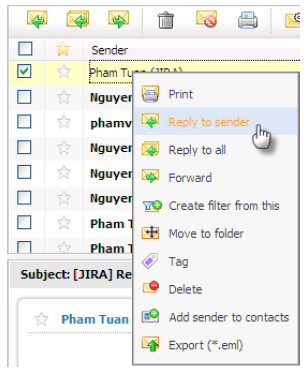 Sender
Pham Tuan (JIRA)
Nguyen
phamv
Nguyen
Nguyen
Nguyen
Pham T
Pham T
Print
Reply to sender
Reply to all
Forward
Create filter from this
Move to folder
Tag
Delete
Add sender to contacts
Export (*.eml)
Subject: [JIRA] Re
Pham Tuan